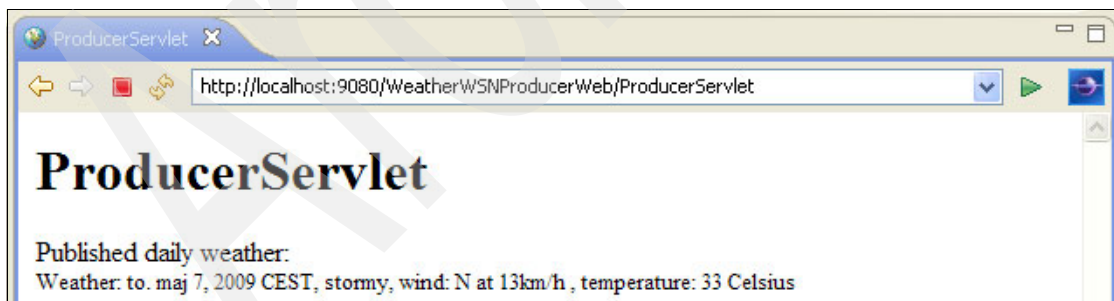 ProducerServlet
http://localhost:9080/WeatherWSNProducerWeb/ProducerServlet
ProducerServlet
Published daily weather:
Weather: to. maj 7, 2009 CEST, stormy, wind: N at 13km/h , temperature: 33 Celsius